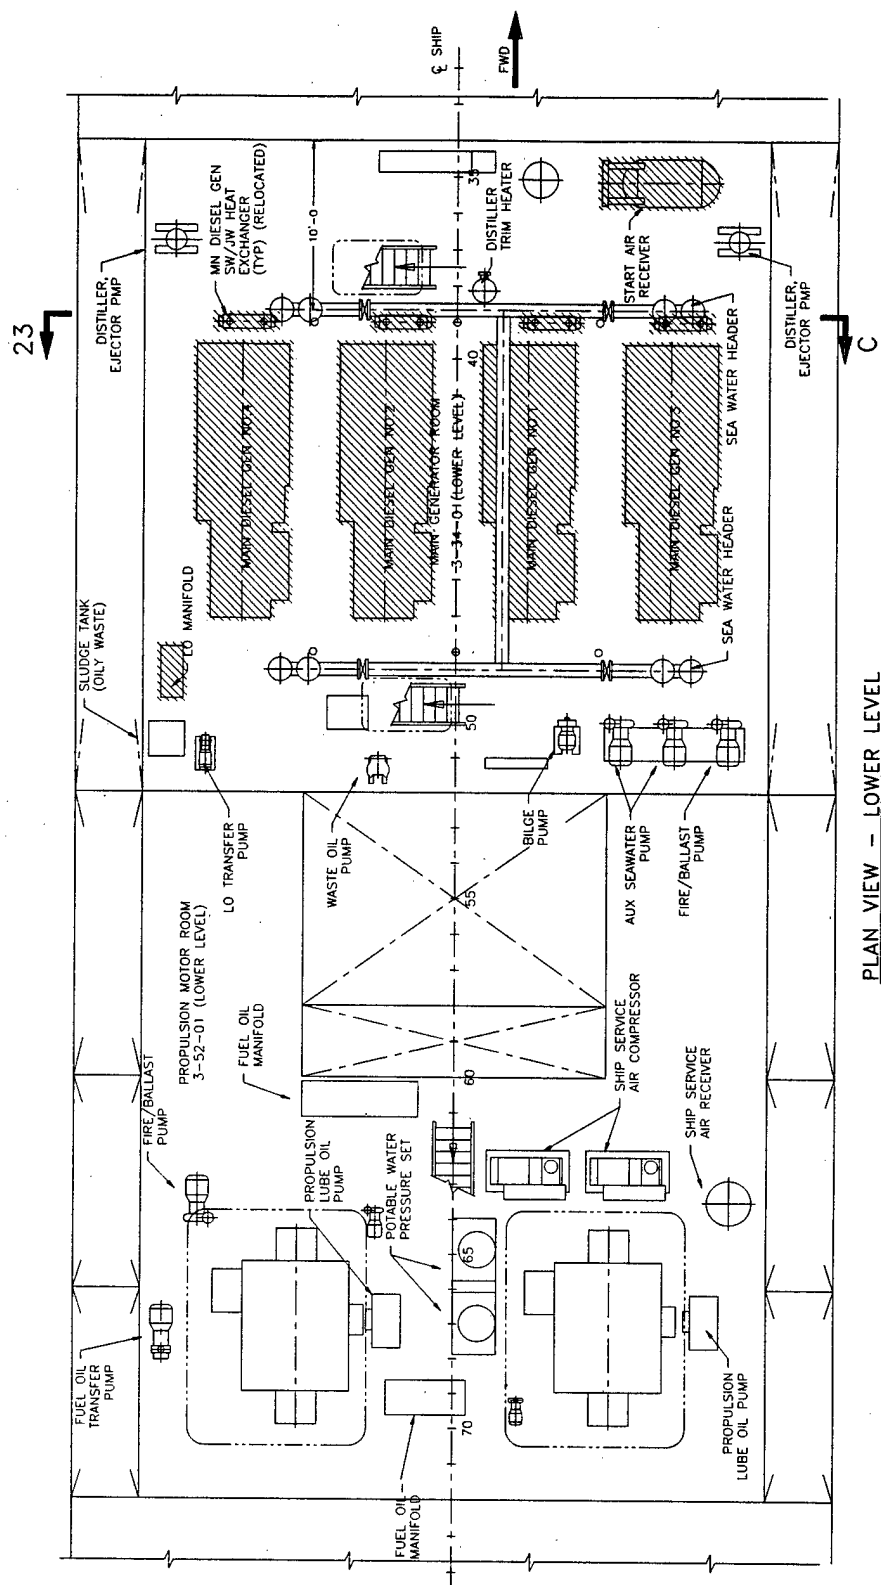 ℄ SHIP
FWD
23
C
DISTILLER,
EJECTOR PMP
MN DIESEL GEN
SW/JW HEAT
EXCHANGER
(TYP) (RELOCATED)
10'-0
35
DISTILLER
TRIM HEATER
START AIR
RECEIVER
DISTILLER,
EJECTOR PMP
SLUDGE TANK
(OILY WASTE)
LO MANIFOLD
MAIN DIESEL GEN NO 4
MAIN DIESEL GEN NO 2
MAIN GENERATOR ROOM
3-34-01 (LOWER LEVEL)
40
MAIN DIESEL GEN NO 1
MAIN DIESEL GEN NO 3
SEA WATER HEADER
SEA WATER HEADER
50
LO TRANSFER
PUMP
WASTE OIL
PUMP
BILGE
PUMP
AUX SEAWATER
PUMP
FIRE/BALLAST
PUMP
55
PROPULSION MOTOR ROOM
3-52-01 (LOWER LEVEL)
FUEL OIL
MANIFOLD
60
SHIP SERVICE
AIR COMPRESSOR
SHIP SERVICE
AIR RECEIVER
FIRE/BALLAST
PUMP
PROPULSION
LUBE OIL
PUMP
POTABLE WATER
PRESSURE SET
65
FUEL OIL
TRANSFER
PUMP
70
FUEL OIL
MANIFOLD
PROPULSION
LUBE OIL PUMP
PLAN VIEW - LOWER LEVEL